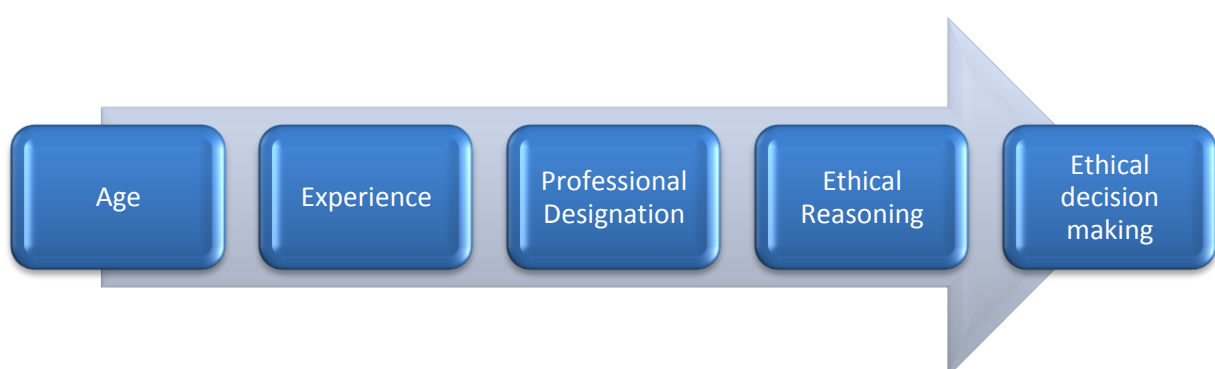 Age
Experience
Professional
Designation
Ethical
Reasoning
Ethical
decision
making